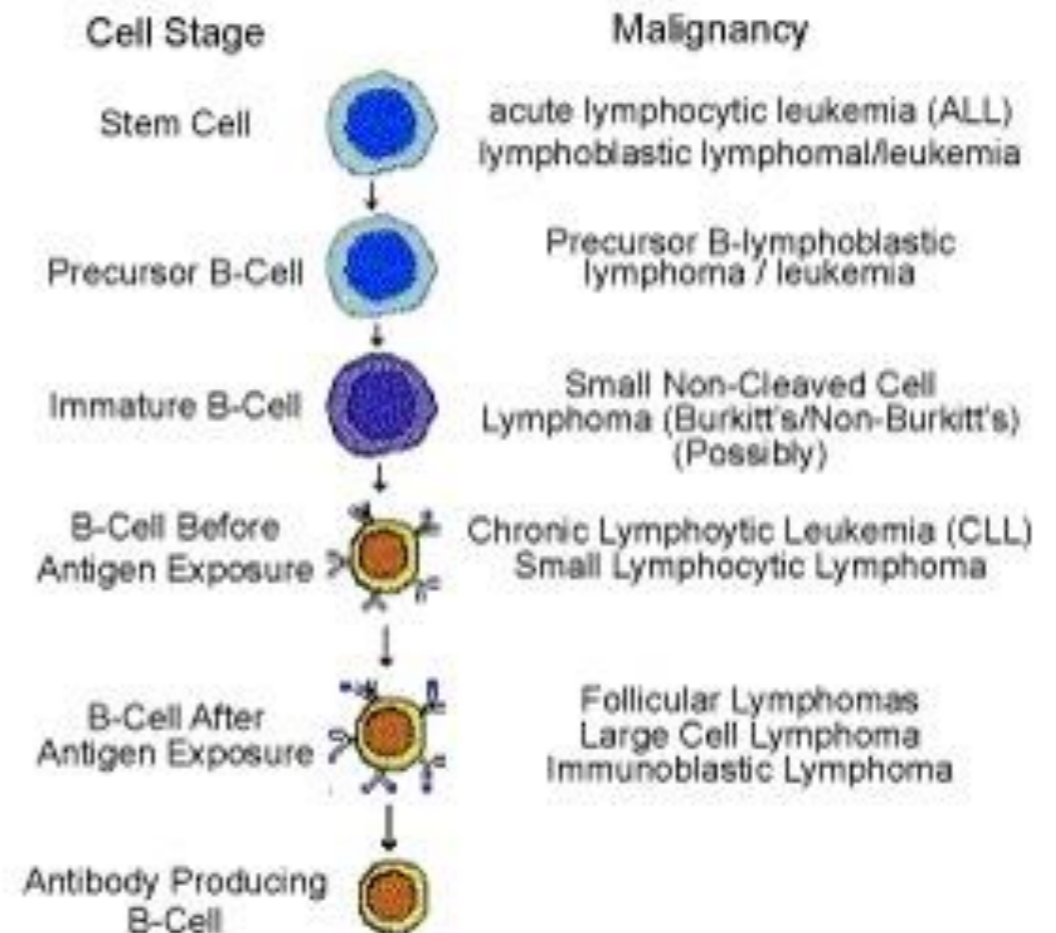 Cell Stage
Malignancy
Stem Cell
acute lymphocytic leukemia (ALL)
lymphoblastic lymphomal/leukemia
Precursor B-Cell
Precursor B-lymphoblastic
lymphoma / leukemia
Immature B-Cell
Small Non-Cleaved Cell
Lymphoma (Burkitt's/Non-Burkitt's)
(Possibly)
B-Cell Before
Antigen Exposure
Chronic Lymphoytic Leukemia (CLL)
Small Lymphocytic Lymphoma
B-Cell After
Antigen Exposure
Follicular Lymphomas
Large Cell Lymphoma
Immunoblastic Lymphoma
Antibody Producing
B-Cell